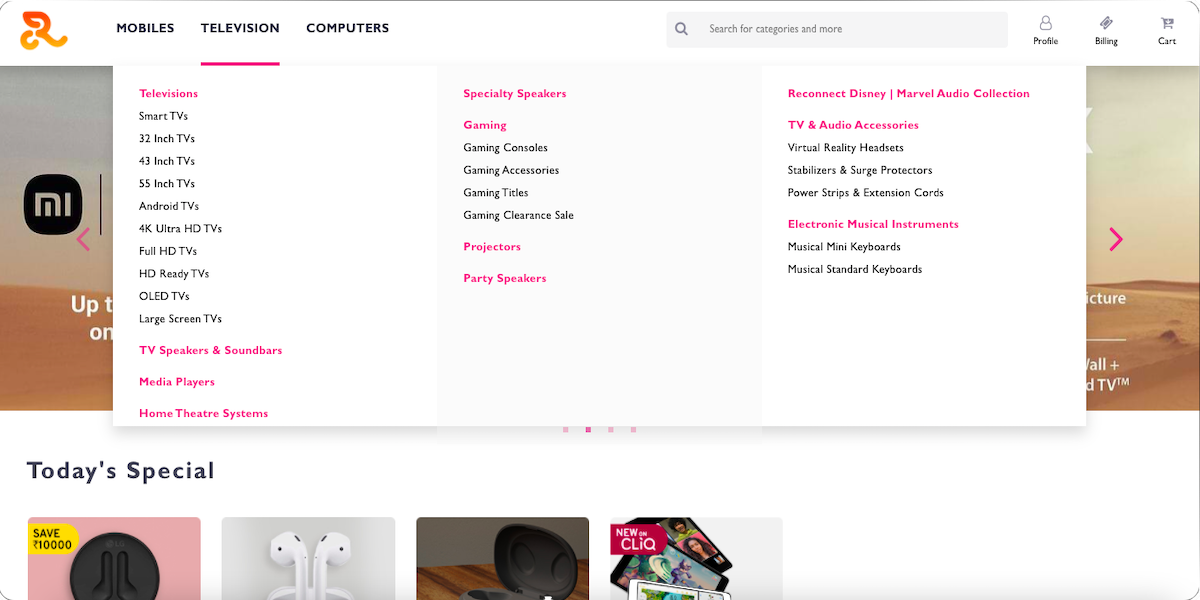 MOBILES
TELEVISION
COMPUTERS
Search for categories and more
Profile
Billing
Cart
Televisions
Smart TVs
32 Inch TVs
43 Inch TVs
55 Inch TVs
Android TVs
4K Ultra HD TVs
Full HD TVs
HD Ready TVs
OLED TVs
Large Screen TVs
TV Speakers & Soundbars
Media Players
Home Theatre Systems
Specialty Speakers
Gaming
Gaming Consoles
Gaming Accessories
Gaming Titles
Gaming Clearance Sale
Projectors
Party Speakers
Reconnect Disney | Marvel Audio Collection
TV & Audio Accessories
Virtual Reality Headsets
Stabilizers & Surge Protectors
Power Strips & Extension Cords
Electronic Musical Instruments
Musical Mini Keyboards
Musical Standard Keyboards
mi
Up t
on
icture
Wall +
d TV™
Today's Special
SAVE
₹10000
LG
NEW ON
CLiQ